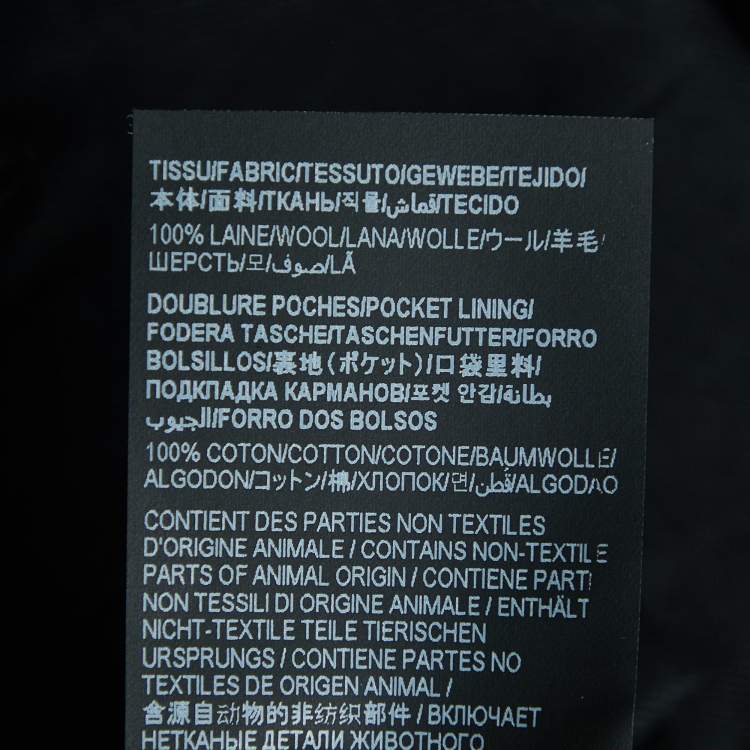 TISSU/FABRIC/TESSUTO/GEWEBE/TEJIDO/
本体/面料/ТКАНЬ/직물/قماش/TECIDO
100% LAINE/WOOL/LANA/WOLLE/ウール/羊毛/
ШЕРСТЬ/모/صوف/LÃ
DOUBLURE POCHES/POCKET LINING/
FODERA TASCHE/TASCHENFUTTER/FORRO
BOLSILLOS/裏地(ポケット)/口袋里料/
ПОДКЛАДКА КАРМАНОВ/포켓 안감/بطانة
الجيوب/FORRO DOS BOLSOS
100% COTON/COTTON/COTONE/BAUMWOLLE/
ALGODON/コットン/棉/ХЛОПОК/면/قطن/ALGODAO
CONTIENT DES PARTIES NON TEXTILES
D'ORIGINE ANIMALE / CONTAINS NON-TEXTILE
PARTS OF ANIMAL ORIGIN / CONTIENE PARTI
NON TESSILI DI ORIGINE ANIMALE / ENTHÄLT
NICHT-TEXTILE TEILE TIERISCHEN
URSPRUNGS / CONTIENE PARTES NO
TEXTILES DE ORIGEN ANIMAL /
含源自动物的非纺织部件 / ВКЛЮЧАЕТ
НЕТКАНЫЕ ДЕТАЛИ ЖИВОТНОГО